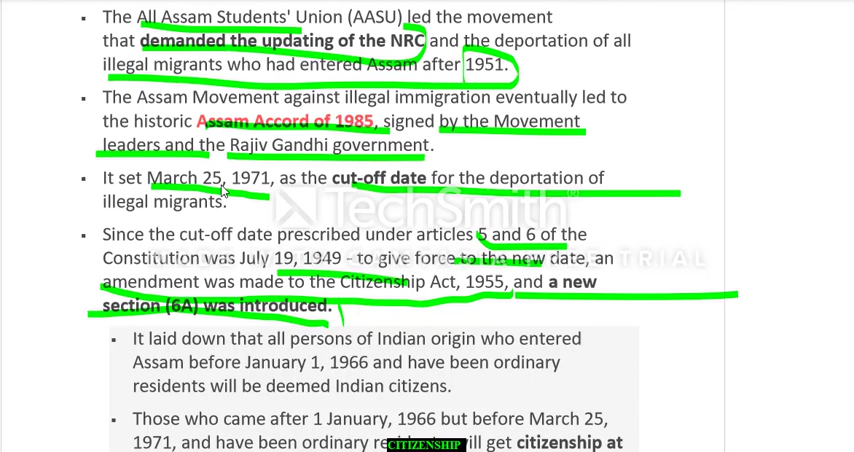 The All Assam Students' Union (AASU) led the movement
that demanded the updating of the NRC and the deportation of all
illegal migrants who had entered Assam after 1951.
The Assam Movement against illegal immigration eventually led to
the historic Assam Accord of 1985, signed by the Movement
leaders and the Rajiv Gandhi government.
It set March 25, 1971, as the cut-off date for the deportation of
illegal migrants.
TechSmith®
Since the cut-off date prescribed under articles 5 and 6 of the
Constitution was July 19, 1949 - to give force to the new date, an
TRIAL
amendment was made to the Citizenship Act, 1955, and a new
section (6A) was introduced.
It laid down that all persons of Indian origin who entered
Assam before January 1, 1966 and have been ordinary
residents will be deemed Indian citizens.
Those who came after 1 January, 1966 but before March 25,
1971, and have been ordinary will get citizenship at
CITIZENSHIP